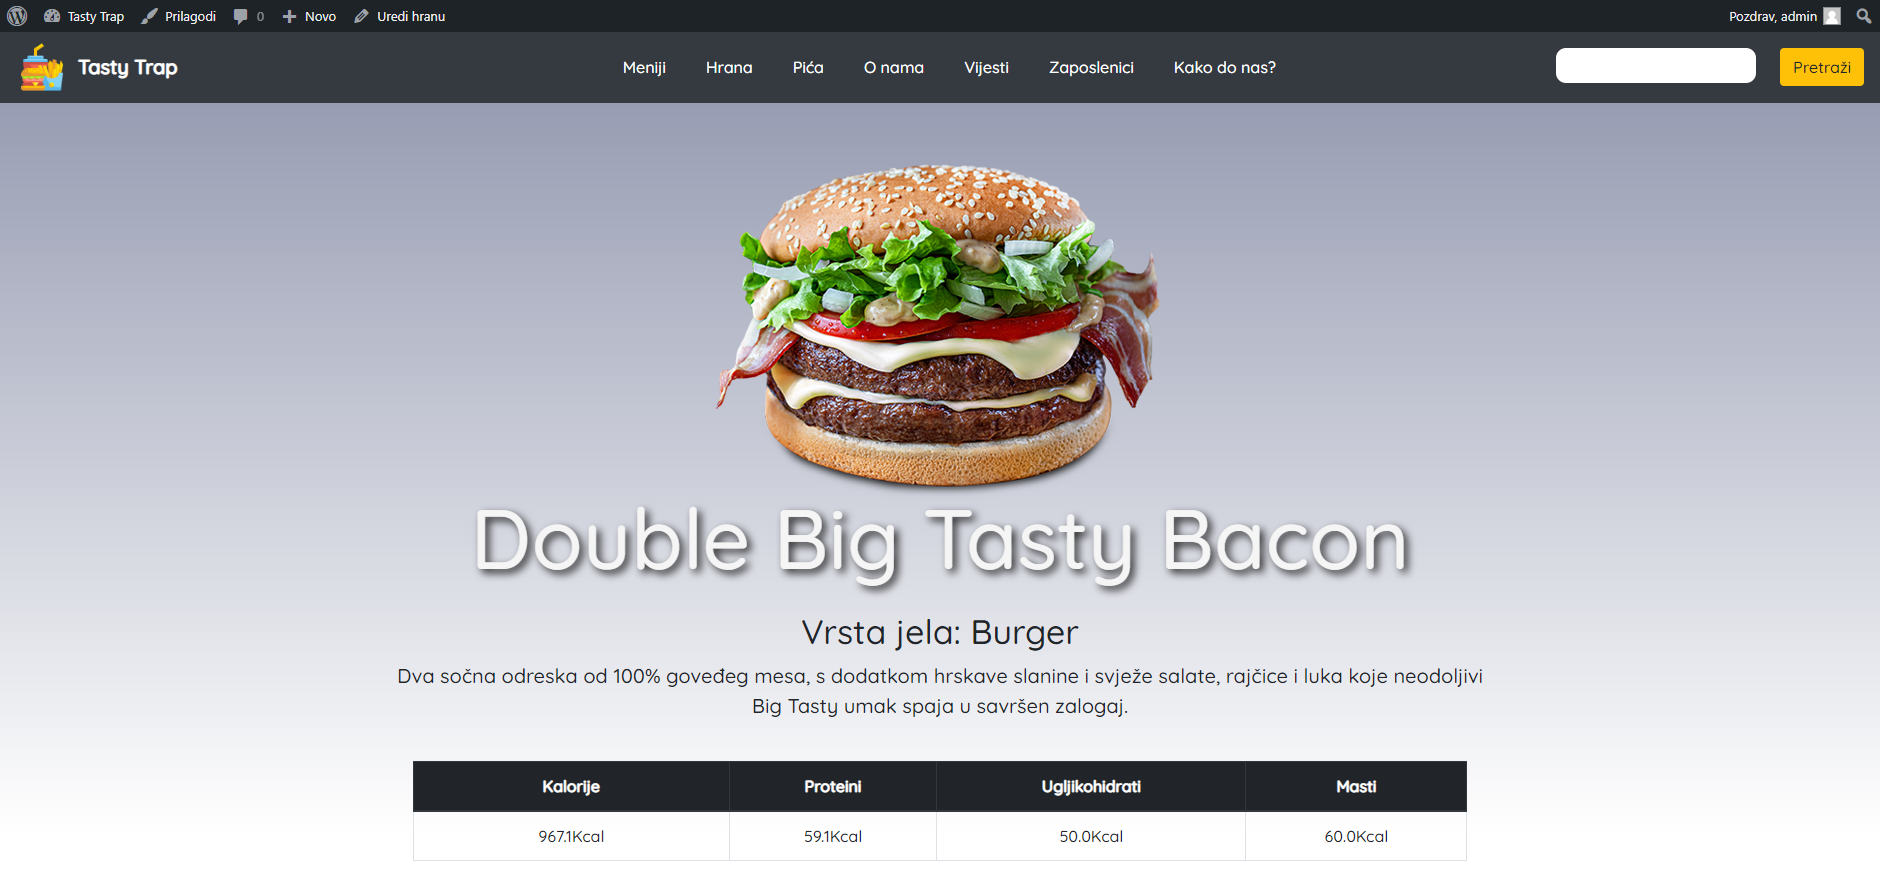 Tasty Trap Prilagodi 0 Novo Uredi hranu Pozdrav, admin
Tasty Trap Meniji Hrana Pića O nama Vijesti Zaposlenici Kako do nas? Pretraži
Double Big Tasty Bacon
Vrsta jela: Burger
Dva sočna odreska od 100% goveđeg mesa, s dodatkom hrskave slanine i svježe salate, rajčice i luka koje neodoljivi
Big Tasty umak spaja u savršen zalogaj.
Kalorije Proteini Ugljikohidrati Masti
967.1Kcal 59.1Kcal 50.0Kcal 60.0Kcal